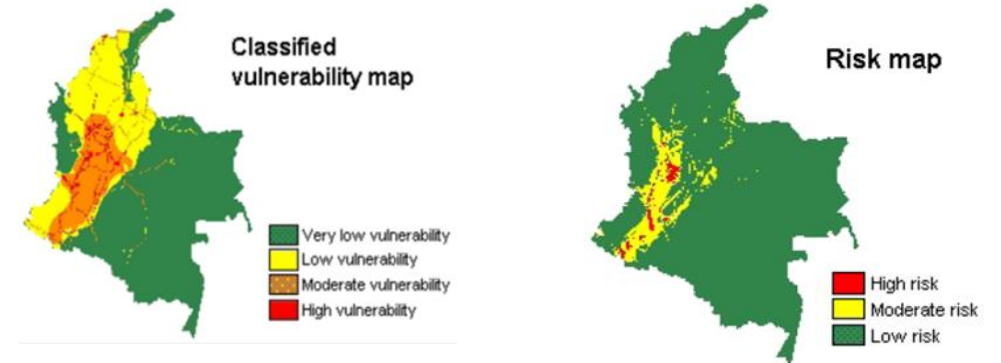 Classified
vulnerability map
Very low vulnerability
Low vulnerability
Moderate vulnerability
High vulnerability
Risk map
High risk
Moderate risk
Low risk